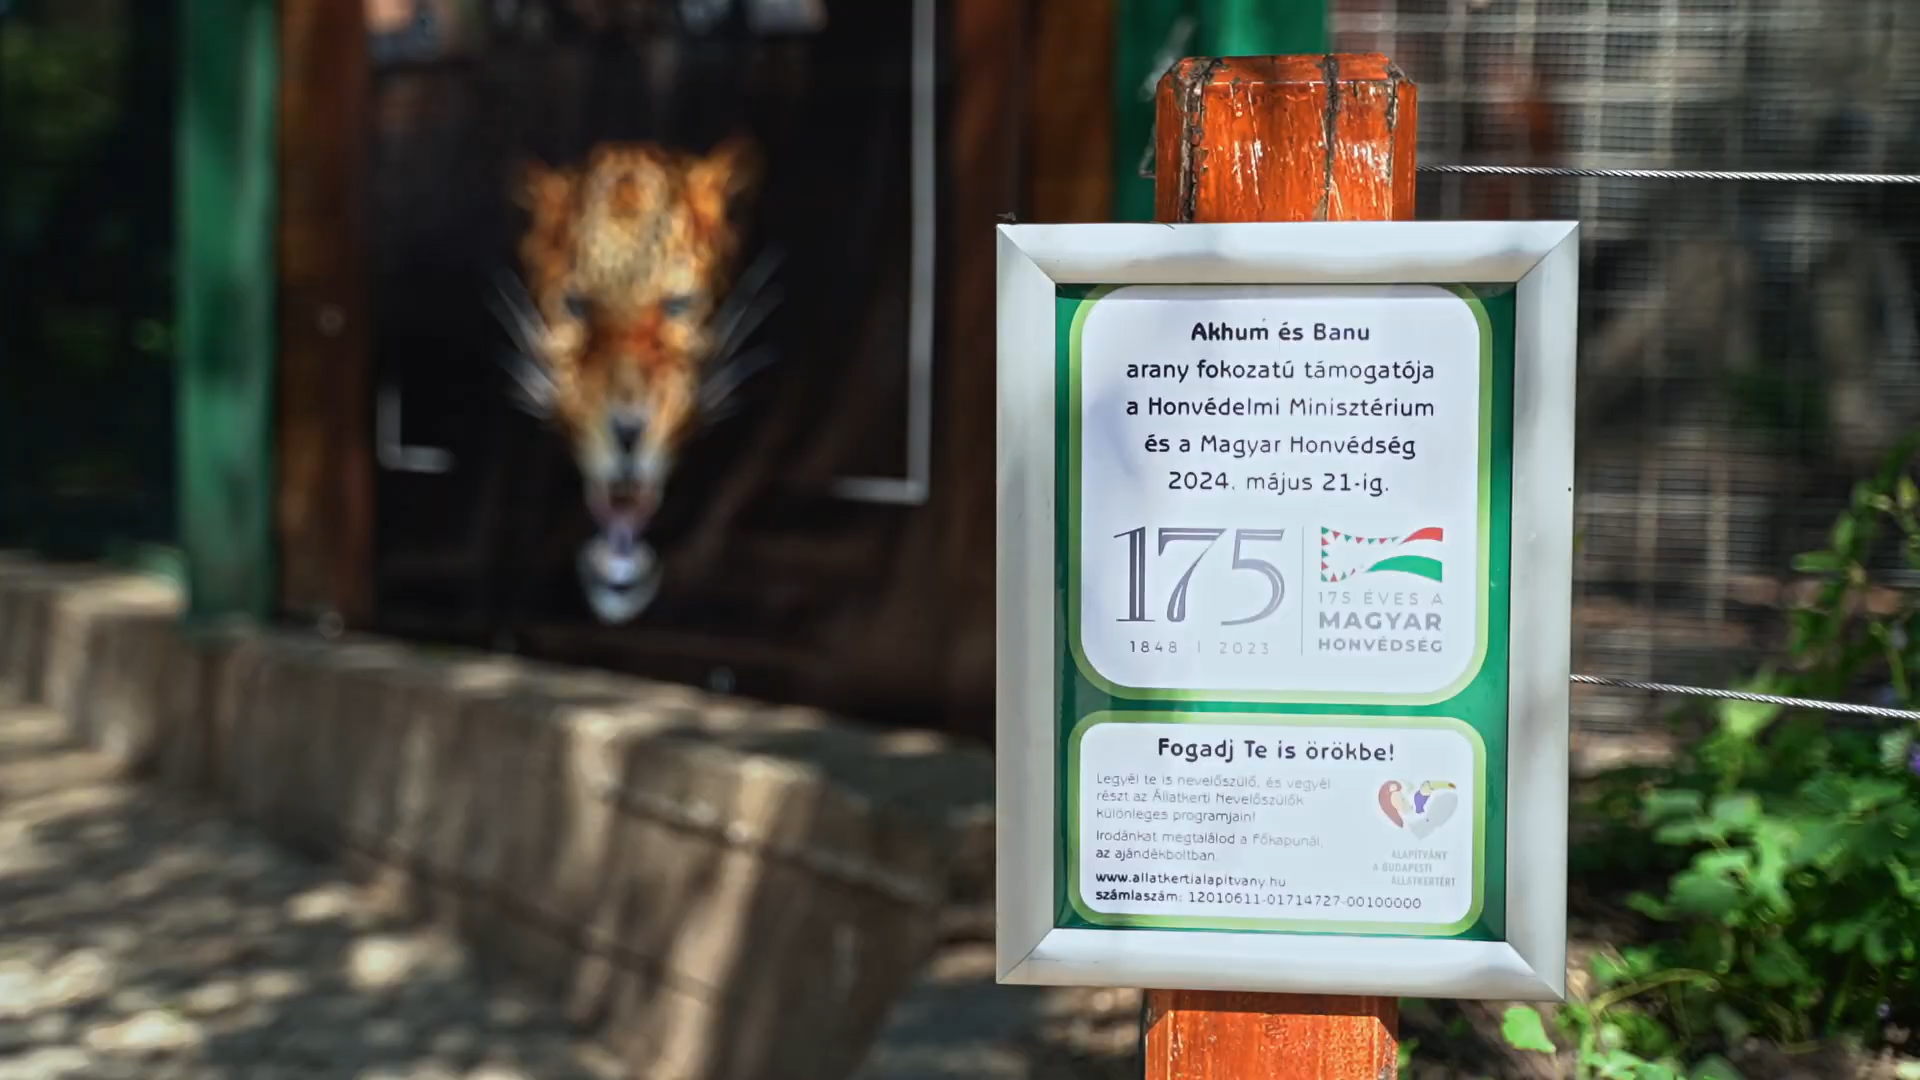 Akhum és Banu
arany fokozatú támogatója
a Honvédelmi Minisztérium
és a Magyar Honvédség
2024. május 21-ig.
175
1848 | 2023
175 ÉVES A
MAGYAR
HONVÉDSÉG
Fogadj Te is örökbe!
Legyél te is nevelőszülő, és vegyél
részt az Állatkerti Nevelőszülők
különleges programjain!
Irodánkat megtalálod a Főkapunál,
az ajándékboltban.
www.allatkertialapitvany.hu
számlaszám: 12010611-01714727-00100000
ALAPÍTVÁNY
A BUDAPESTI
ÁLLATKERTÉRT